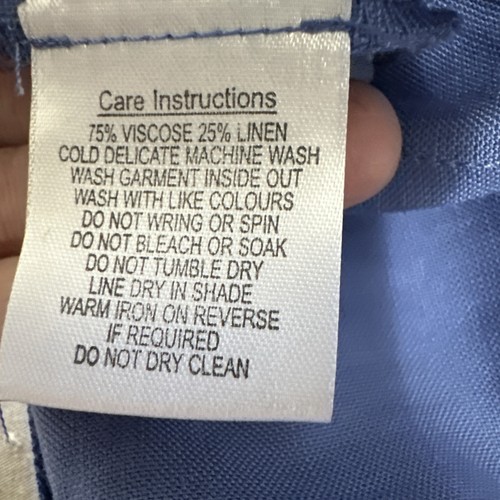 Care Instructions
75% VISCOSE 25% LINEN
COLD DELICATE MACHINE WASH
WASH GARMENT INSIDE OUT
WASH WITH LIKE COLOURS
DO NOT WRING OR SPIN
DO NOT BLEACH OR SOAK
DO NOT TUMBLE DRY
LINE DRY IN SHADE
WARM IRON ON REVERSE
IF REQUIRED
DO NOT DRY CLEAN